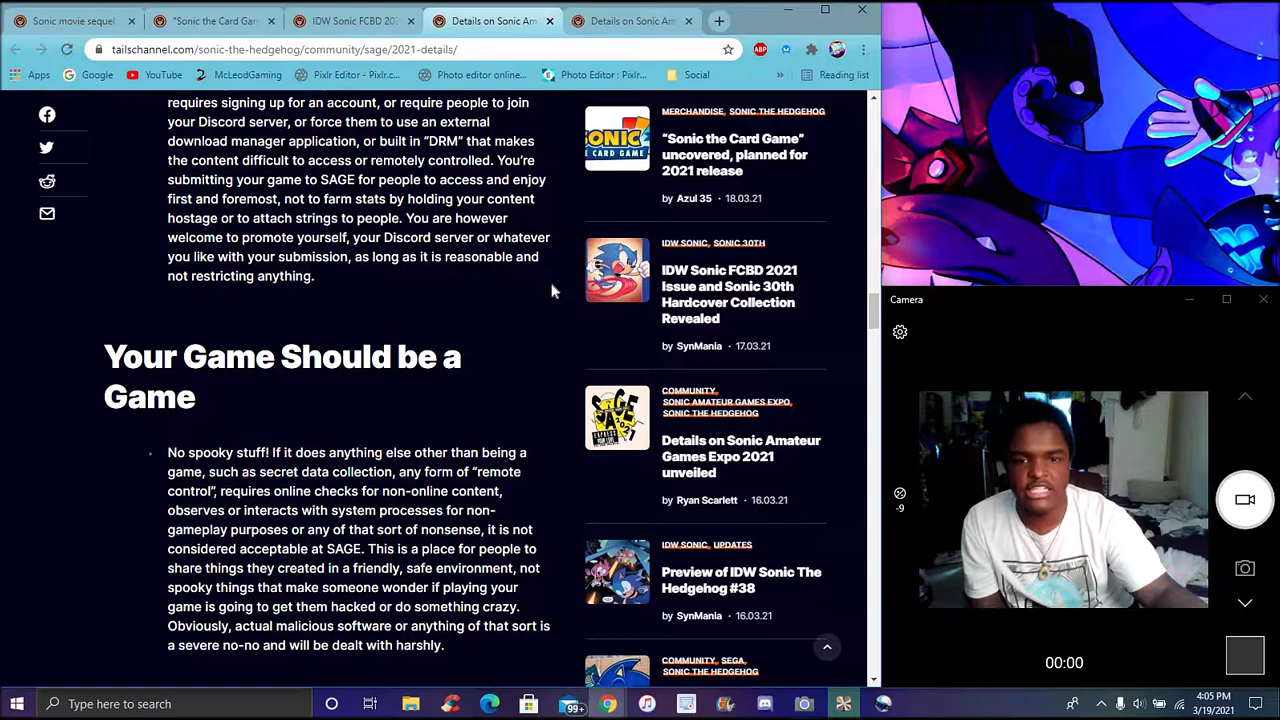 Sonic movie sequel
"Sonic the Card Gam
IDW Sonic FCBD 202
Details on Sonic Am
Details on Sonic Am
tailschannel.com/sonic-the-hedgehog/community/sage/2021-details/
Apps
Google
YouTube
McLeodGaming
Pixlr Editor - Pixlr.c...
Photo editor online...
Photo Editor : Pixlr...
Social
»
Reading list
requires signing up for an account, or require people to join
your Discord server, or force them to use an external
download manager application, or built in “DRM” that makes
the content difficult to access or remotely controlled. You’re
submitting your game to SAGE for people to access and enjoy
first and foremost, not to farm stats by holding your content
hostage or to attach strings to people. You are however
welcome to promote yourself, your Discord server or whatever
you like with your submission, as long as it is reasonable and
not restricting anything.
Your Game Should be a
Game
No spooky stuff! If it does anything else other than being a
game, such as secret data collection, any form of “remote
control”, requires online checks for non-online content,
observes or interacts with system processes for non-
gameplay purposes or any of that sort of nonsense, it is not
considered acceptable at SAGE. This is a place for people to
share things they created in a friendly, safe environment, not
spooky things that make someone wonder if playing your
game is going to get them hacked or do something crazy.
Obviously, actual malicious software or anything of that sort is
a severe no-no and will be dealt with harshly.
MERCHANDISE, SONIC THE HEDGEHOG
“Sonic the Card Game”
uncovered, planned for
2021 release
by Azul 35 · 18.03.21
IDW SONIC, SONIC 30TH
IDW Sonic FCBD 2021
Issue and Sonic 30th
Hardcover Collection
Revealed
by SynMania · 17.03.21
COMMUNITY,
SONIC AMATEUR GAMES EXPO,
SONIC THE HEDGEHOG
Details on Sonic Amateur
Games Expo 2021
unveiled
by Ryan Scarlett · 16.03.21
IDW SONIC, UPDATES
Preview of IDW Sonic The
Hedgehog #38
by SynMania · 16.03.21
COMMUNITY, SEGA,
SONIC THE HEDGEHOG
Camera
-9
00:00
Type here to search
99+
4:05 PM
3/19/2021